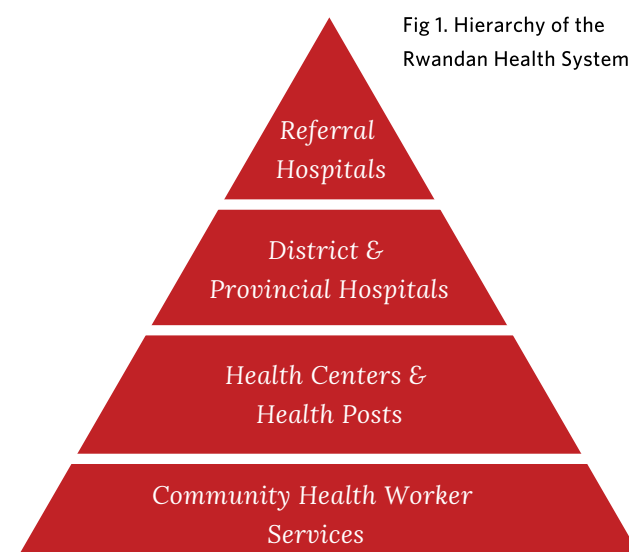 Fig 1. Hierarchy of the
Rwandan Health System
Referral
Hospitals
District &
Provincial Hospitals
Health Centers &
Health Posts
Community Health Worker
Services